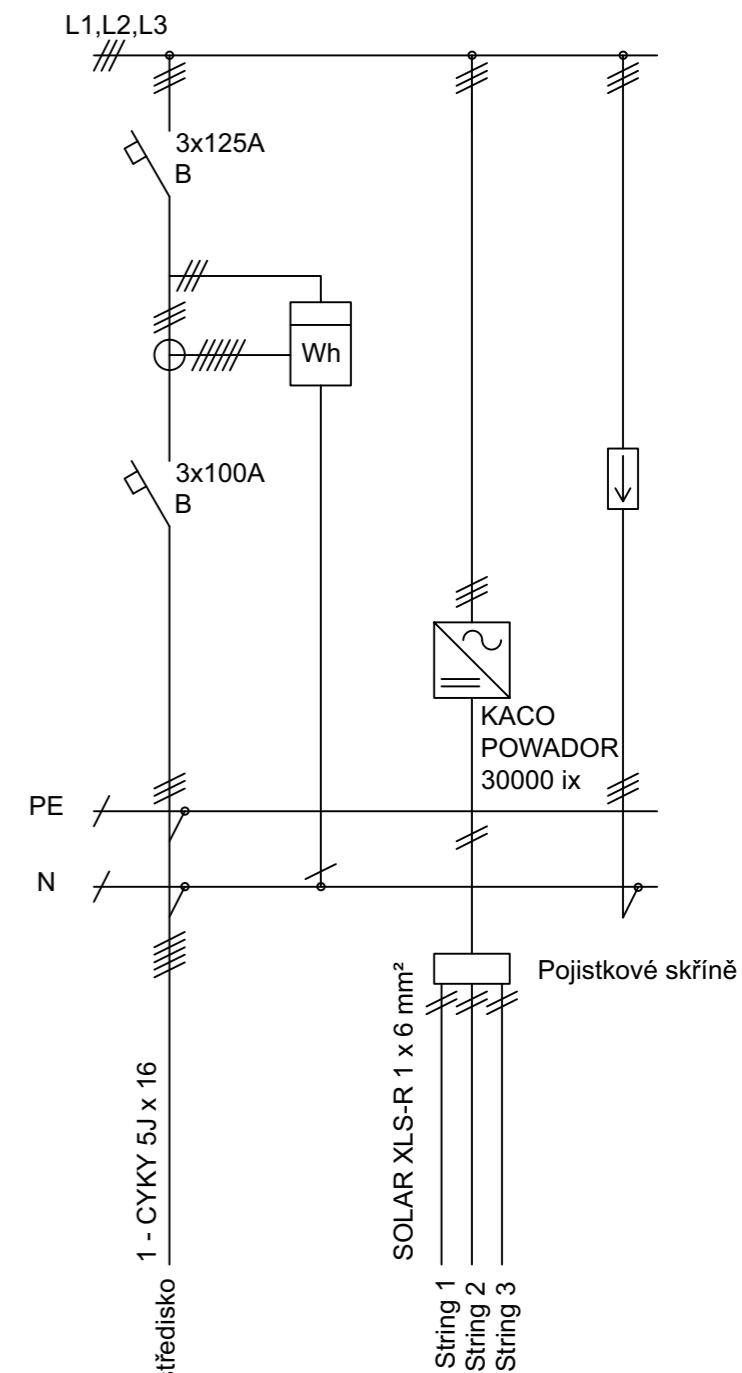 L1,L2,L3
3x125A
B
Wh
3x100A
B
KACO
POWADOR
30000 ix
PE
N
Pojistkové skříně
1 - CYKY 5J x 16
SOLAR XLS-R 1 x 6 mm²
String 1
String 2
String 3